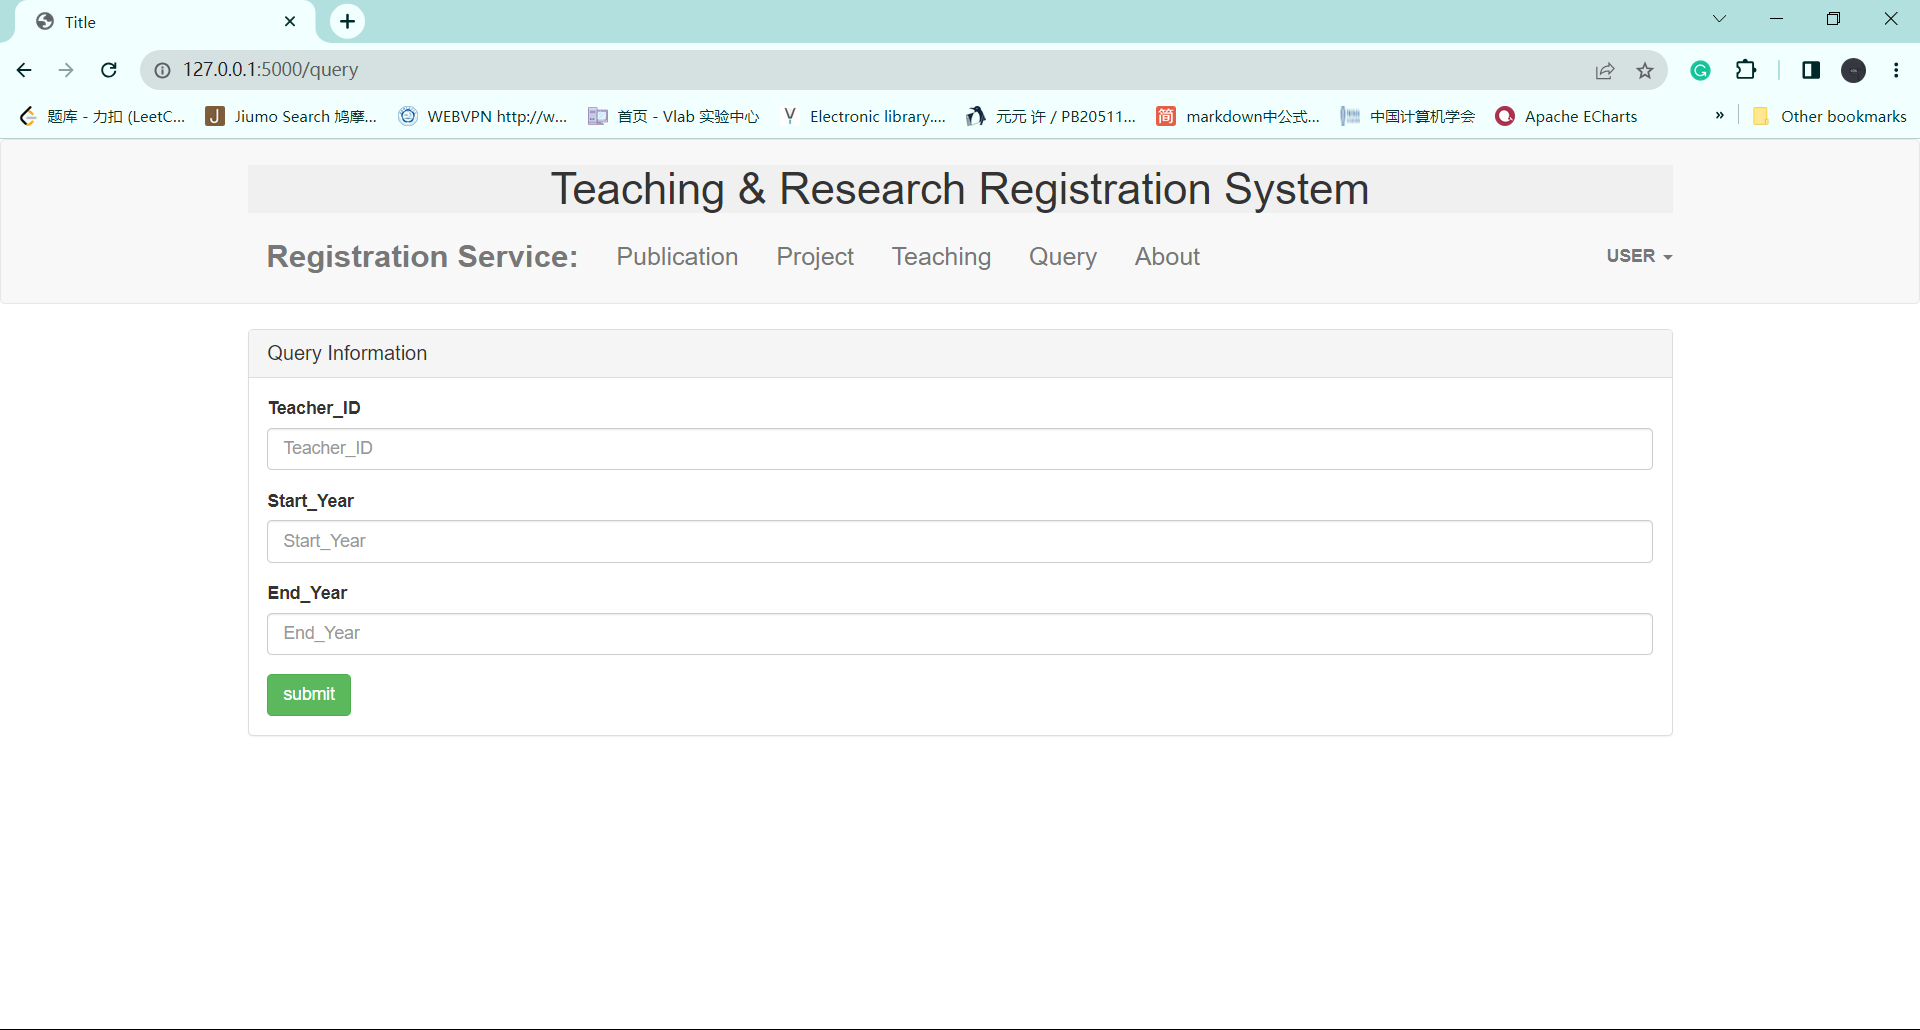 Title
127.0.0.1:5000/query
题库 - 力扣 (LeetC... Jiumo Search 鸠摩... WEBVPN http://w... 首页 - Vlab 实验中心 Electronic library.... 元元 许 / PB20511... markdown中公式... 中国计算机学会 Apache ECharts » Other bookmarks
Teaching & Research Registration System
Registration Service: Publication Project Teaching Query About USER
Query Information
Teacher_ID
Teacher_ID
Start_Year
Start_Year
End_Year
End_Year
submit